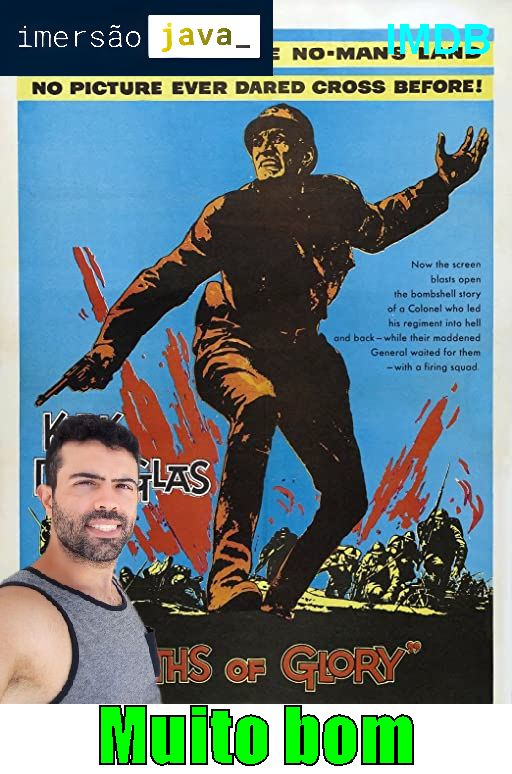 imersão java_
IMDB
NO-MAN'S LAND
NO PICTURE EVER DARED CROSS BEFORE!
Now the screen
blasts open
the bombshell story
of a Colonel who led
his regiment into hell
and back—while their maddened
General waited for them
—with a firing squad.
GLAS
THS OF GLORY"
Muito bom